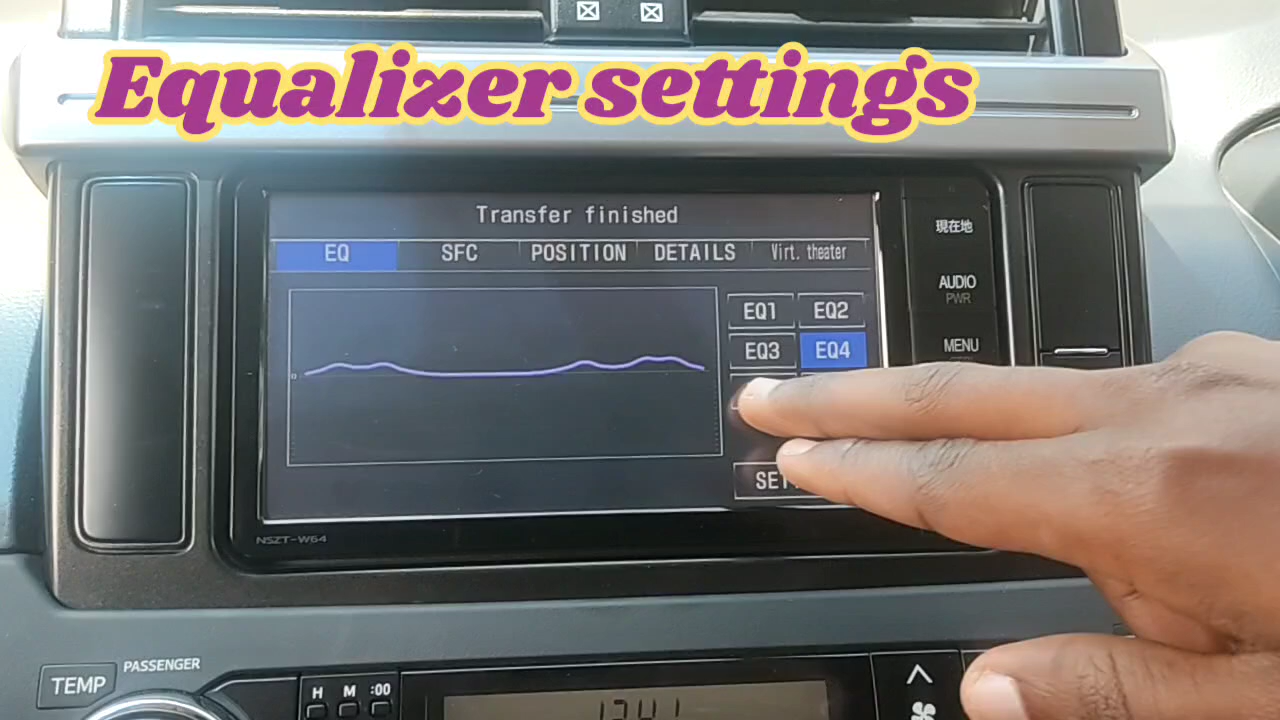 Equalizer settings
Transfer finished
EQ SFC POSITION DETAILS Virt. theater
EQ1 EQ2
EQ3 EQ4
0
現在地
AUDIO
PWR
MENU
NSZT-W64
TEMP PASSENGER
H M :00